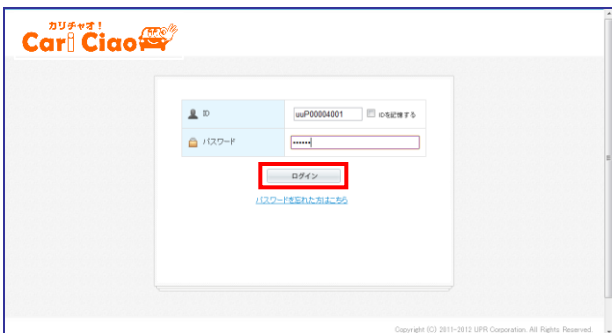 カリチャオ！
Cari Ciao
ID
uuP00004001
IDを記憶する
パスワード
••••••
ログイン
パスワードを忘れた方はこちら
Copyright (C) 2011-2012 UPR Corporation. All Rights Reserved.